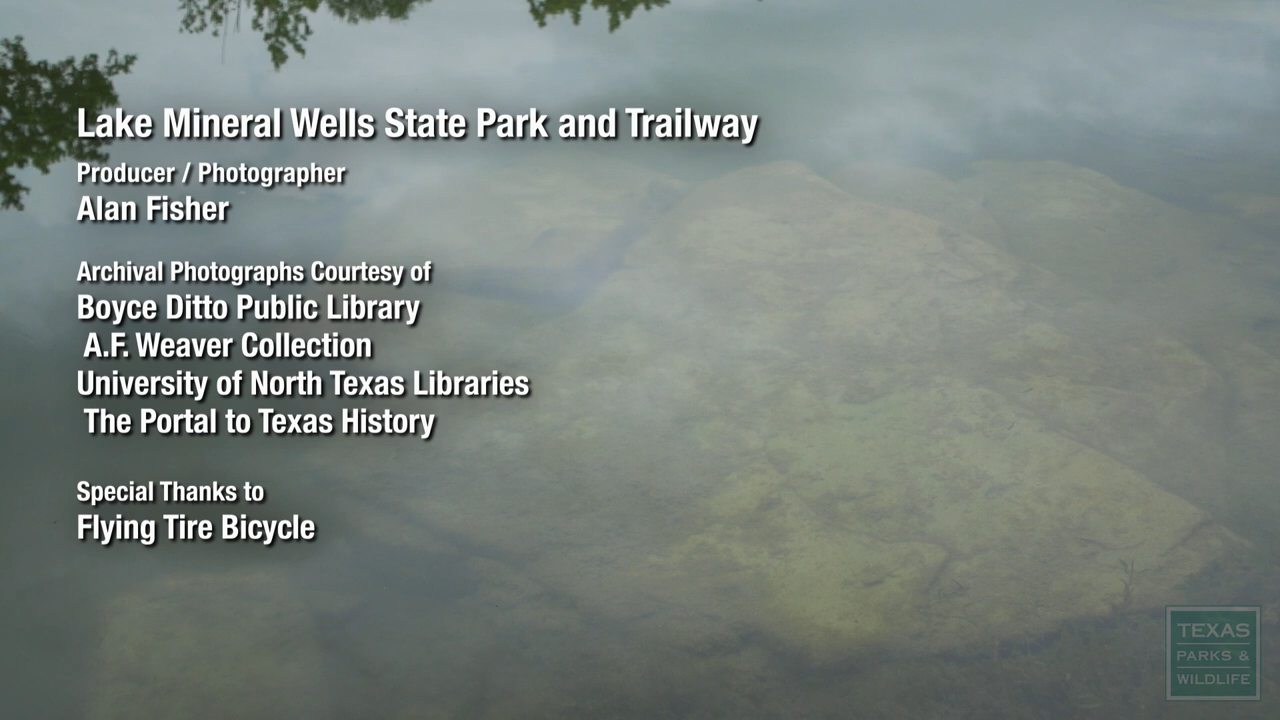 Lake Mineral Wells State Park and Trailway
Producer / Photographer
Alan Fisher
Archival Photographs Courtesy of
Boyce Ditto Public Library
A.F. Weaver Collection
University of North Texas Libraries
The Portal to Texas History
Special Thanks to
Flying Tire Bicycle
TEXAS
PARKS &
WILDLIFE